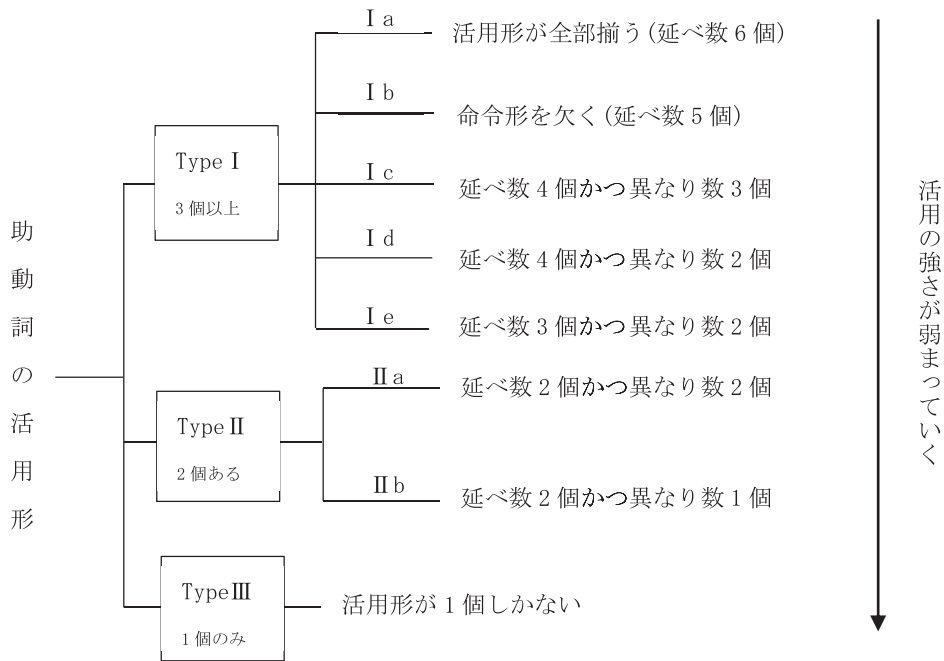 助動詞の活用形
Type Ⅰ
3個以上
Ⅰa
活用形が全部揃う(延べ数6個)
Ⅰb
命令形を欠く(延べ数5個)
Ⅰc
延べ数4個かつ異なり数3個
Ⅰd
延べ数4個かつ異なり数2個
Ⅰe
延べ数3個かつ異なり数2個
Type Ⅱ
2個ある
Ⅱa
延べ数2個かつ異なり数2個
Ⅱb
延べ数2個かつ異なり数1個
Type Ⅲ
1個のみ
活用形が1個しかない
活用の強さが弱まっていく